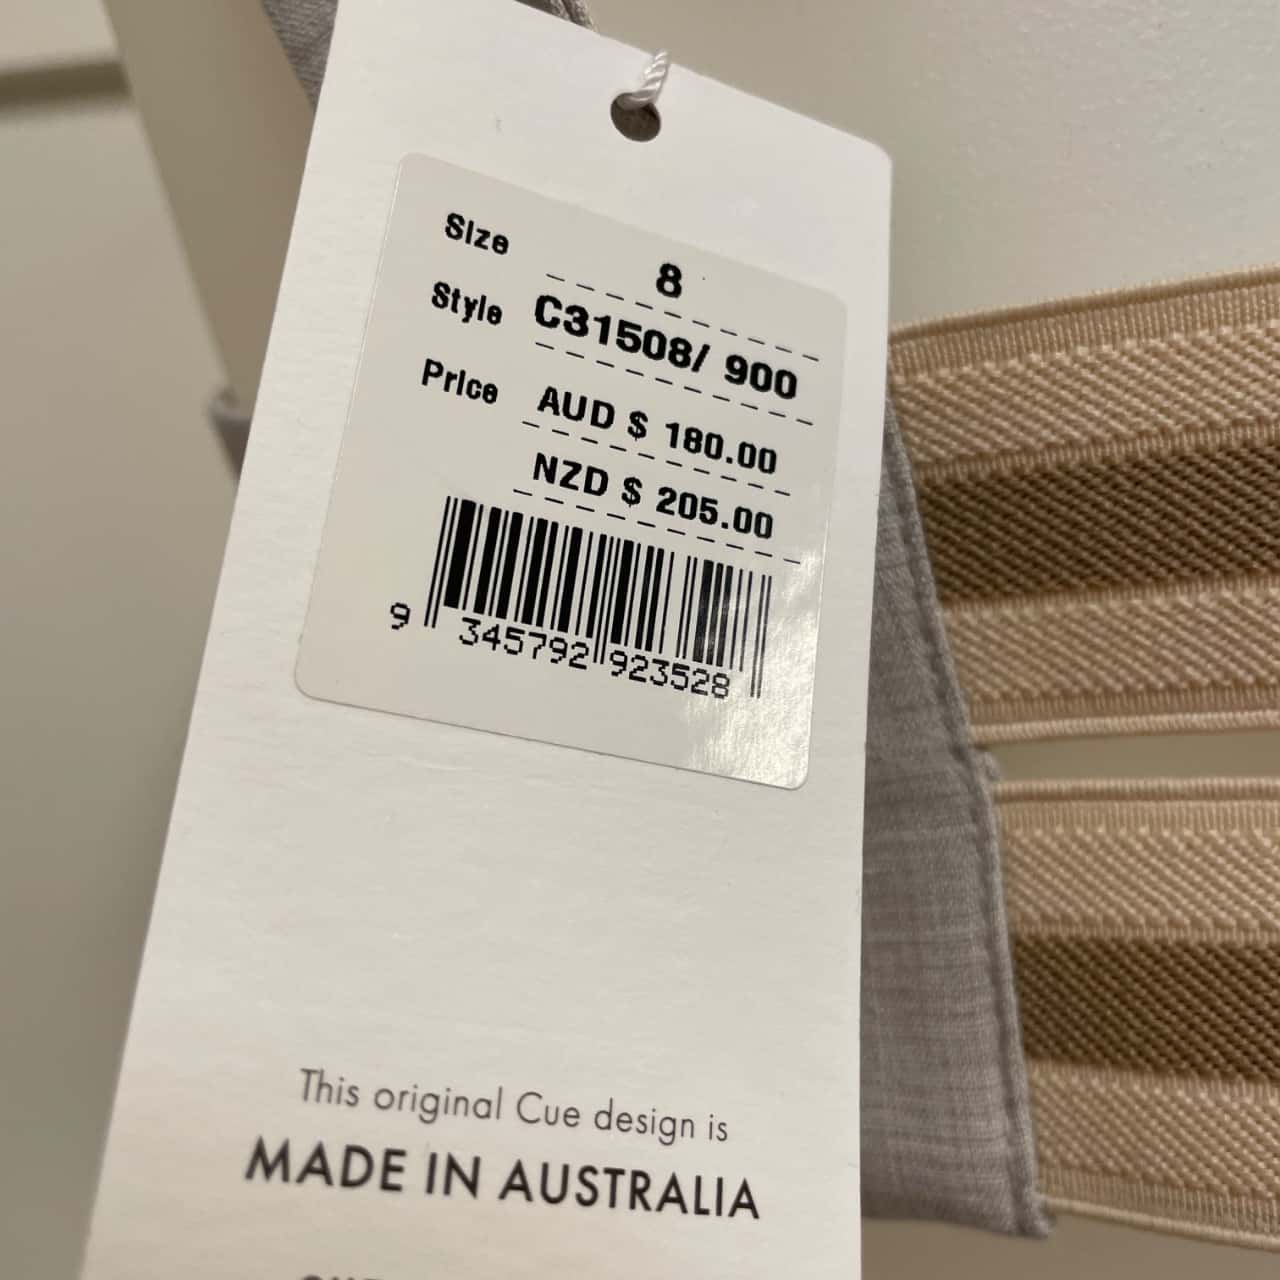 Size 8
Style C31508/ 900
Price AUD $ 180.00
NZD $ 205.00
9 345792 923528
This original Cue design is
MADE IN AUSTRALIA